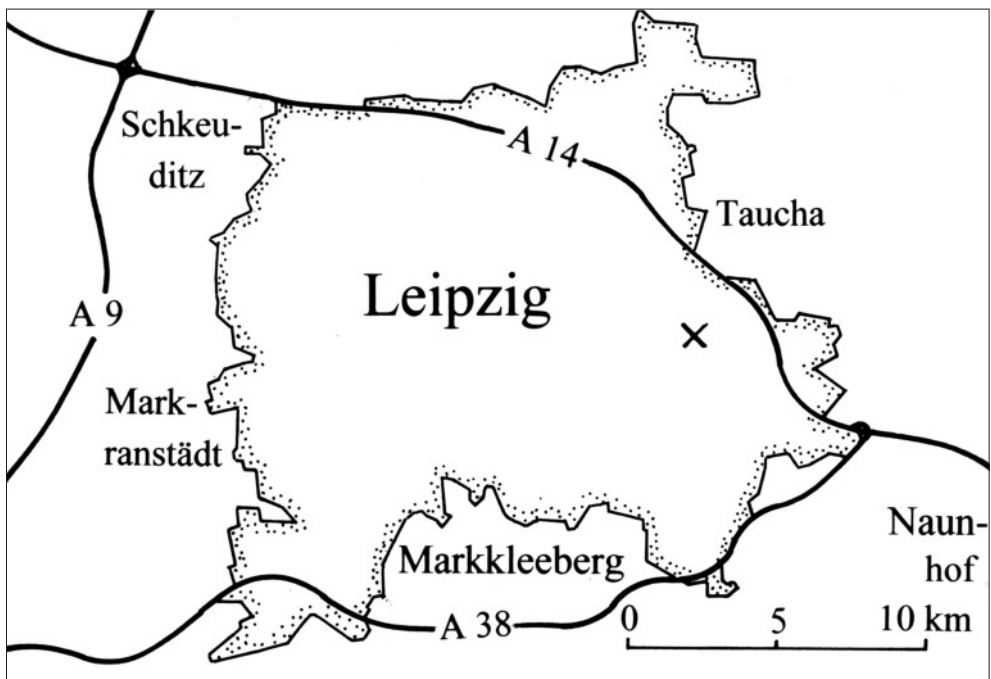 Schkeu-
ditz
A 14
Taucha
Leipzig
A 9
Mark-
ranstädt
Naun-
hof
Markkleeberg
A 38
0 5 10 km